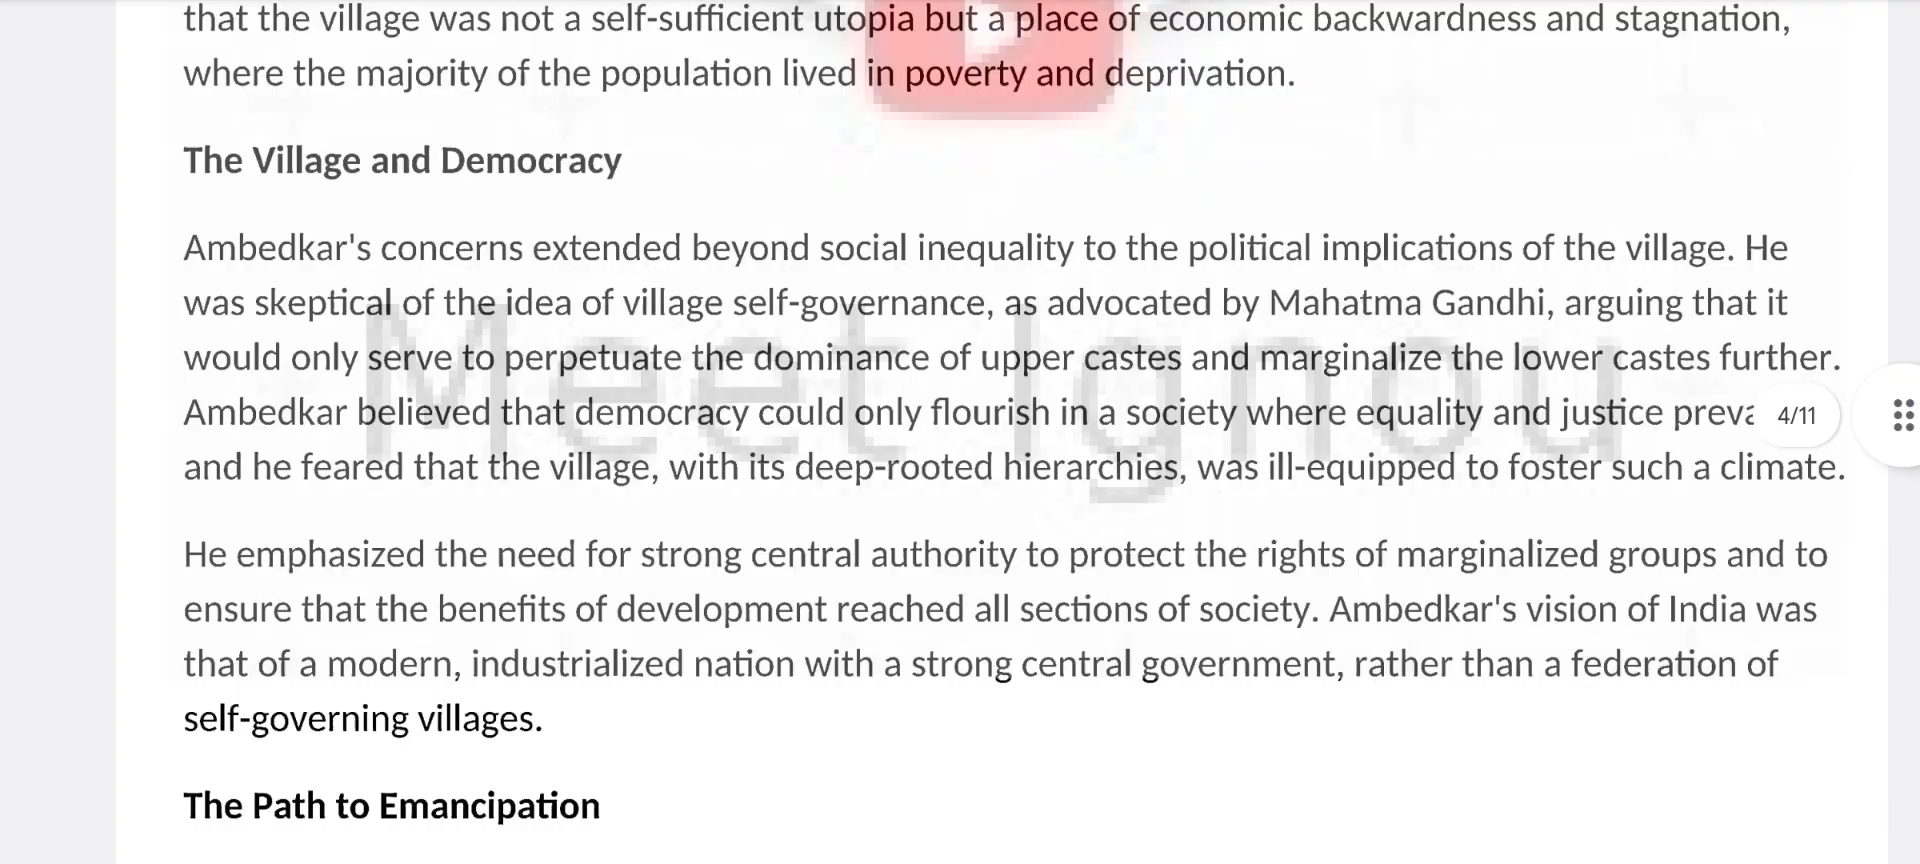 that the village was not a self-sufficient utopia but a place of economic backwardness and stagnation,
where the majority of the population lived in poverty and deprivation.
The Village and Democracy
Ambedkar's concerns extended beyond social inequality to the political implications of the village. He
was skeptical of the idea of village self-governance, as advocated by Mahatma Gandhi, arguing that it
would only serve to perpetuate the dominance of upper castes and marginalize the lower castes further.
Ambedkar believed that democracy could only flourish in a society where equality and justice
4/11
and he feared that the village, with its deep-rooted hierarchies, was ill-equipped to foster such a climate.
Meet Ignou
He emphasized the need for strong central authority to protect the rights of marginalized groups and to
ensure that the benefits of development reached all sections of society. Ambedkar's vision of India was
that of a modern, industrialized nation with a strong central government, rather than a federation of
self-governing villages.
The Path to Emancipation